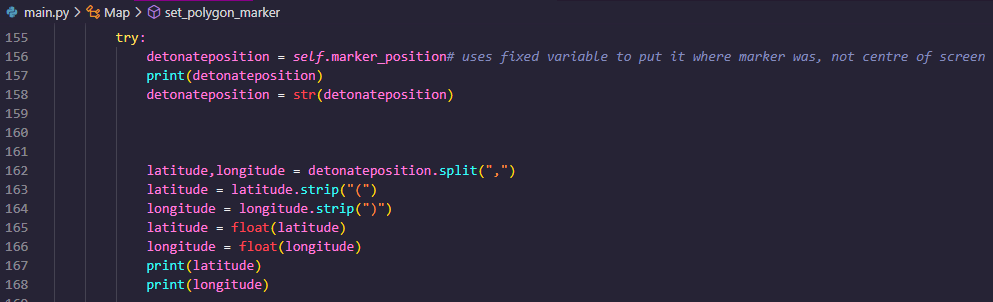 main.py > Map > set_polygon_marker
155 try:
156 detonateposition = self.marker_position# uses fixed variable to put it where marker was, not centre of screen
157 print(detonateposition)
158 detonateposition = str(detonateposition)
159
160
161
162 latitude,longitude = detonateposition.split(",")
163 latitude = latitude.strip("(")
164 longitude = longitude.strip(")")
165 latitude = float(latitude)
166 longitude = float(longitude)
167 print(latitude)
168 print(longitude)